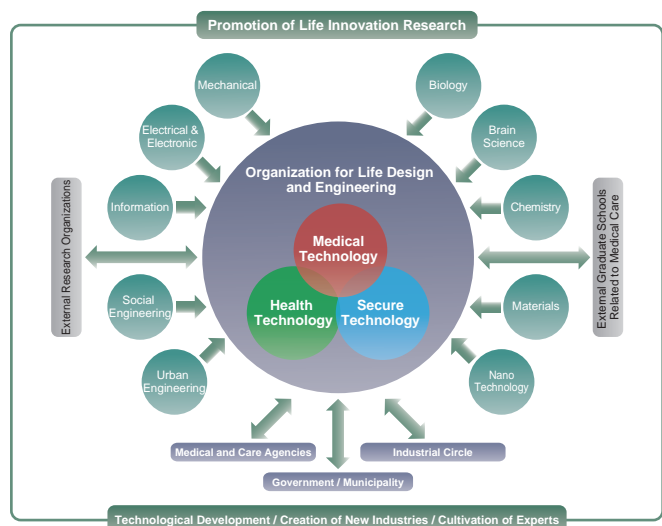 Promotion of Life Innovation Research
Mechanical
Biology
Electrical &
Electronic
Brain
Science
Organization for Life Design
and Engineering
Information
Chemistry
External Research Organizations
External Graduate Schools
Related to Medical Care
Medical
Technology
Health
Technology
Secure
Technology
Social
Engineering
Materials
Urban
Engineering
Nano
Technology
Medical and Care Agencies
Industrial Circle
Government / Municipality
Technological Development / Creation of New Industries / Cultivation of Experts